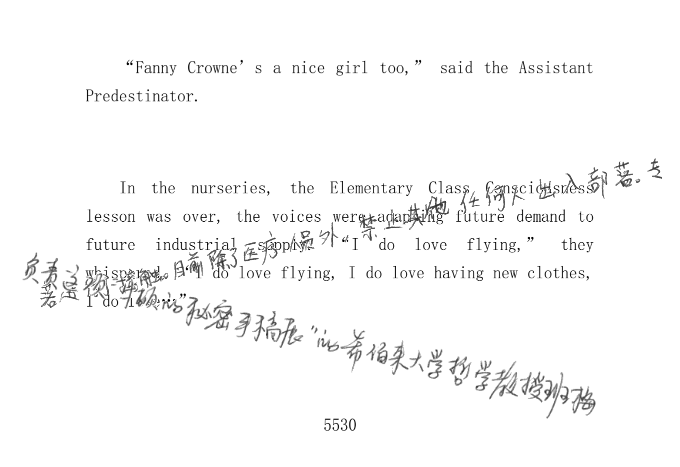 “Fanny Crowne’s a nice girl too,” said the Assistant
Predestinator.
In the nurseries, the Elementary Class Consciousness
lesson was over, the voices were adapting future demand to
future industrial supply. “I do love flying,” they
whispered, “I do love flying, I do love having new clothes,
I do love...”
目前除了医疗人员外“禁止其他任何人出入部落。专
负责这项
的秘密手稿展”的希伯来大学哲学教授班梅
5530